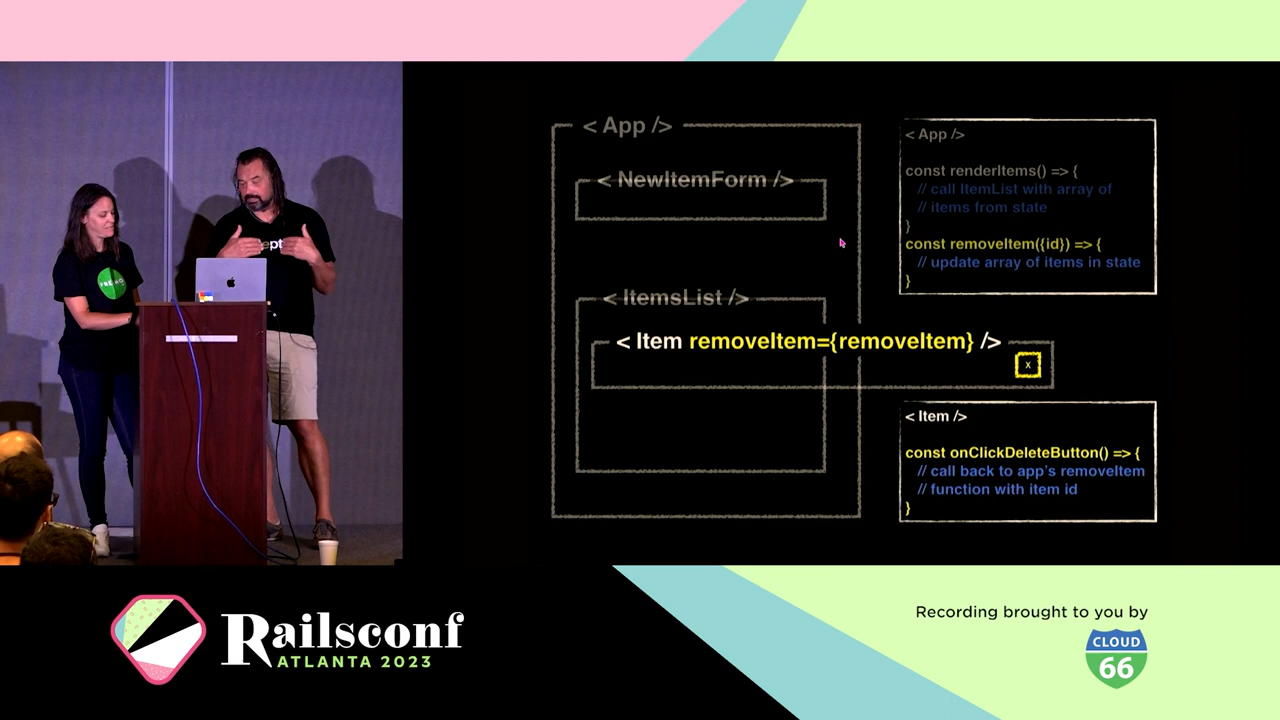 < App />
< NewItemForm />
< ItemsList />
< Item removeItem={removeItem} />
x
< App />
const renderItems() => {
// call ItemList with array of
// items from state
}
const removeItem({id}) => {
// update array of items in state
}
< Item />
const onClickDeleteButton() => {
// call back to app's removeItem
// function with item id
}
Railsconf
ATLANTA 2023
Recording brought to you by
CLOUD
66